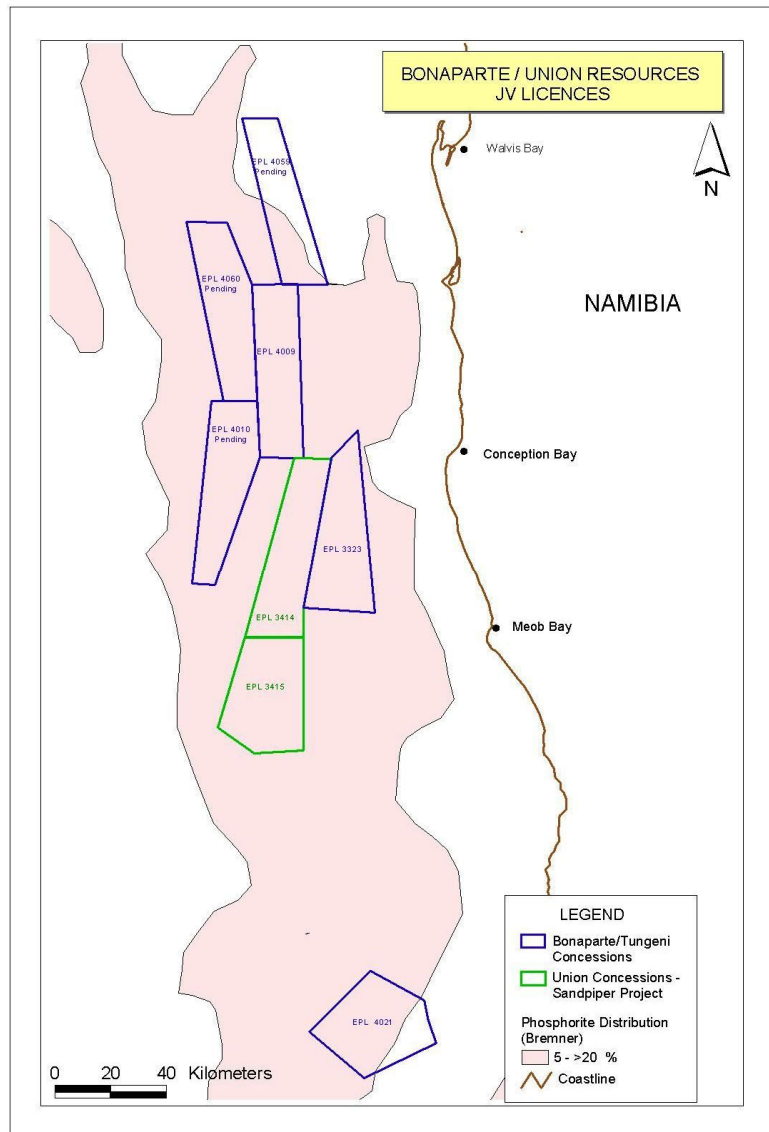 BONAPARTE / UNION RESOURCES
JV LICENCES
EPL 4059
Pending
Walvis Bay
N
EPL 4060
Pending
NAMIBIA
EPL 4009
EPL 4010
Pending
Conception Bay
EPL 3323
EPL 3414
Meob Bay
EPL 3415
LEGEND
Bonaparte/Tungeni
Concessions
Union Concessions -
Sandpiper Project
Phosphorite Distribution
(Bremner)
5 - >20 %
Coastline
EPL 4021
0 20 40 Kilometers